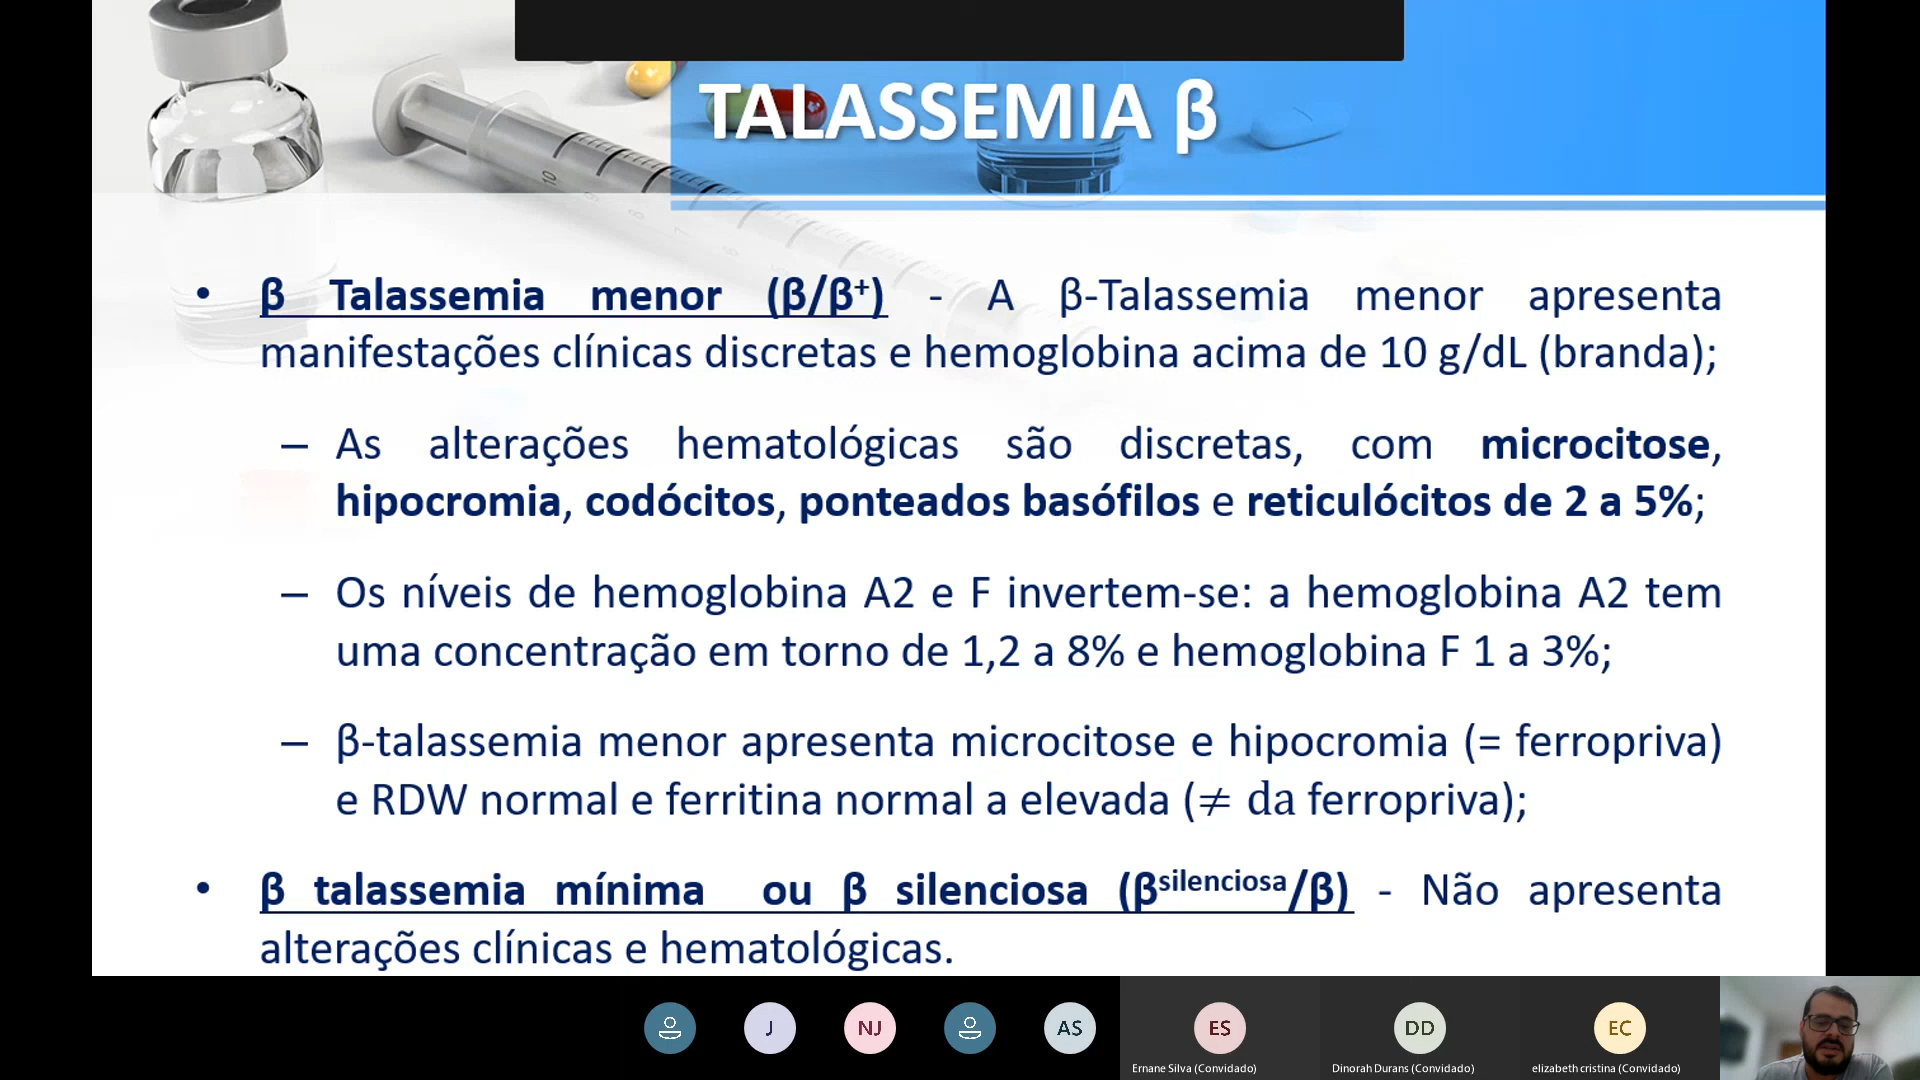 TALASSEMIA β
• β Talassemia menor (β/β⁺) - A β-Talassemia menor apresenta
manifestações clínicas discretas e hemoglobina acima de 10 g/dL (branda);
– As alterações hematológicas são discretas, com microcitose,
hipocromia, codócitos, ponteados basófilos e reticulócitos de 2 a 5%;
– Os níveis de hemoglobina A2 e F invertem-se: a hemoglobina A2 tem
uma concentração em torno de 1,2 a 8% e hemoglobina F 1 a 3%;
– β-talassemia menor apresenta microcitose e hipocromia (= ferropriva)
e RDW normal e ferritina normal a elevada (≠ da ferropriva);
• β talassemia mínima ou β silenciosa (βsilenciosa/β) - Não apresenta
alterações clínicas e hematológicas.
J
NJ
AS
ES
DD
EC
Ernane Silva (Convidado)
Dinorah Durans (Convidado)
elizabeth cristina (Convidado)